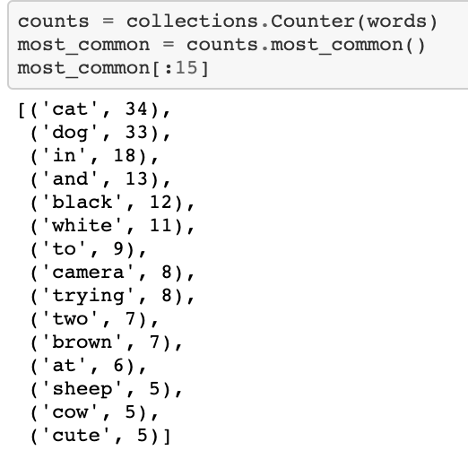 counts = collections.Counter(words)
most_common = counts.most_common()
most_common[:15]
[('cat', 34),
('dog', 33),
('in', 18),
('and', 13),
('black', 12),
('white', 11),
('to', 9),
('camera', 8),
('trying', 8),
('two', 7),
('brown', 7),
('at', 6),
('sheep', 5),
('cow', 5),
('cute', 5)]